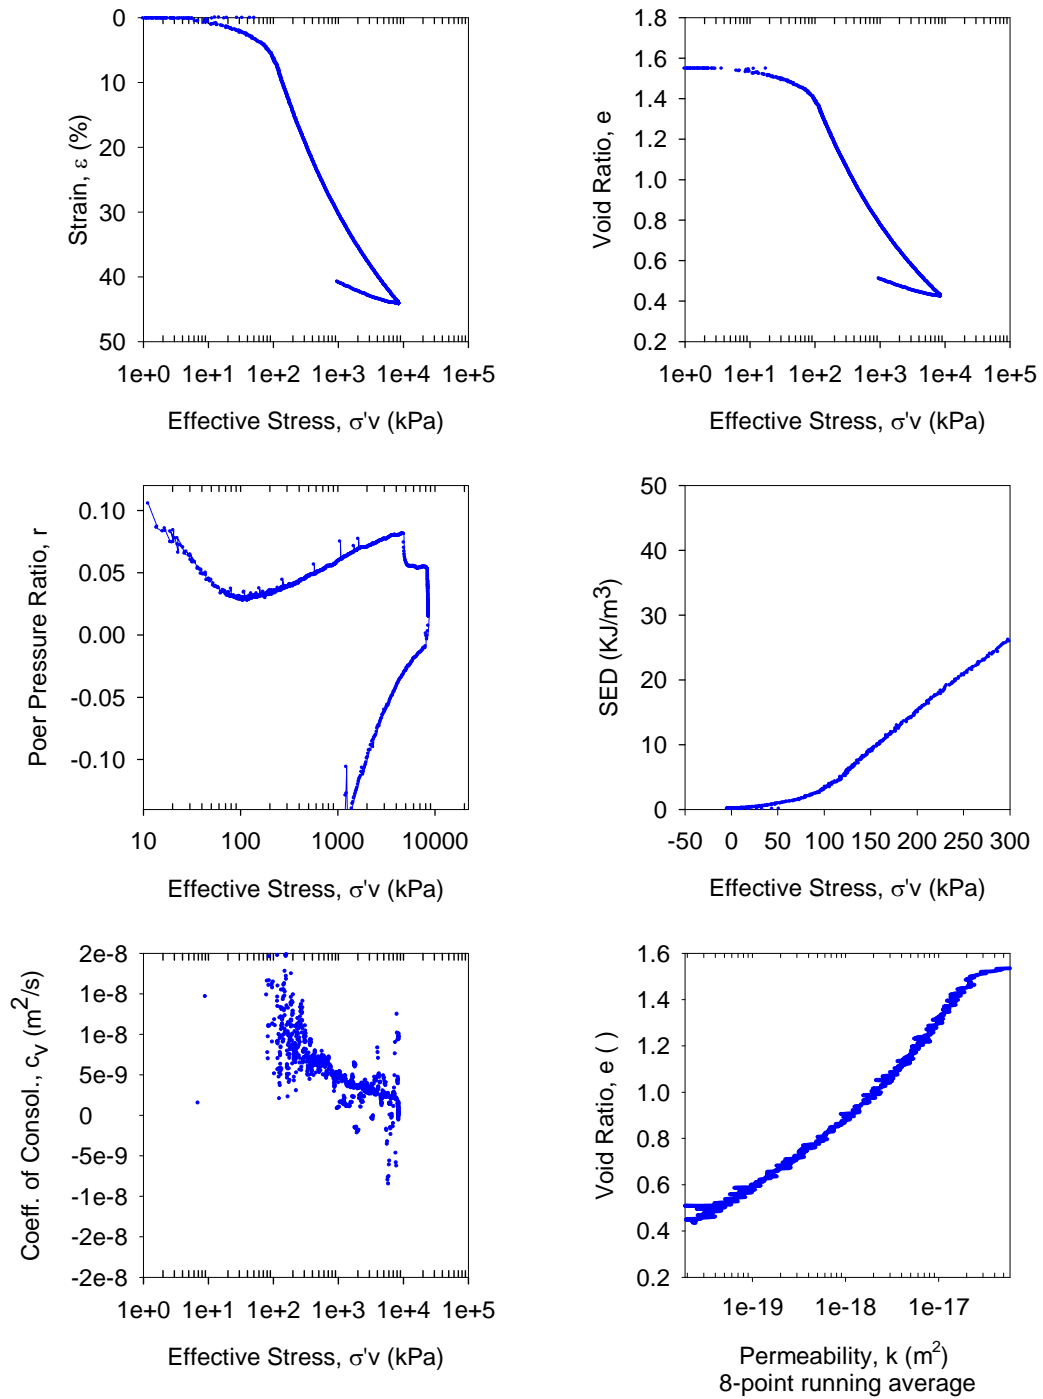 0
10
20
30
40
50
Strain, ε (%)
1e+0 1e+1 1e+2 1e+3 1e+4 1e+5
Effective Stress, σ'v (kPa)
1.8
1.6
1.4
1.2
1.0
0.8
0.6
0.4
0.2
Void Ratio, e
1e+0 1e+1 1e+2 1e+3 1e+4 1e+5
Effective Stress, σ'v (kPa)
0.10
0.05
0.00
-0.05
-0.10
Poer Pressure Ratio, r
10 100 1000 10000
Effective Stress, σ'v (kPa)
50
40
30
20
10
0
SED (KJ/m³)
-50 0 50 100 150 200 250 300
Effective Stress, σ'v (kPa)
2e-8
1e-8
1e-8
5e-9
0
-5e-9
-1e-8
-2e-8
-2e-8
Coeff. of Consol., cᵥ (m²/s)
1e+0 1e+1 1e+2 1e+3 1e+4 1e+5
Effective Stress, σ'v (kPa)
1.6
1.4
1.2
1.0
0.8
0.6
0.4
0.2
Void Ratio, e ( )
1e-19 1e-18 1e-17
Permeability, k (m²)
8-point running average